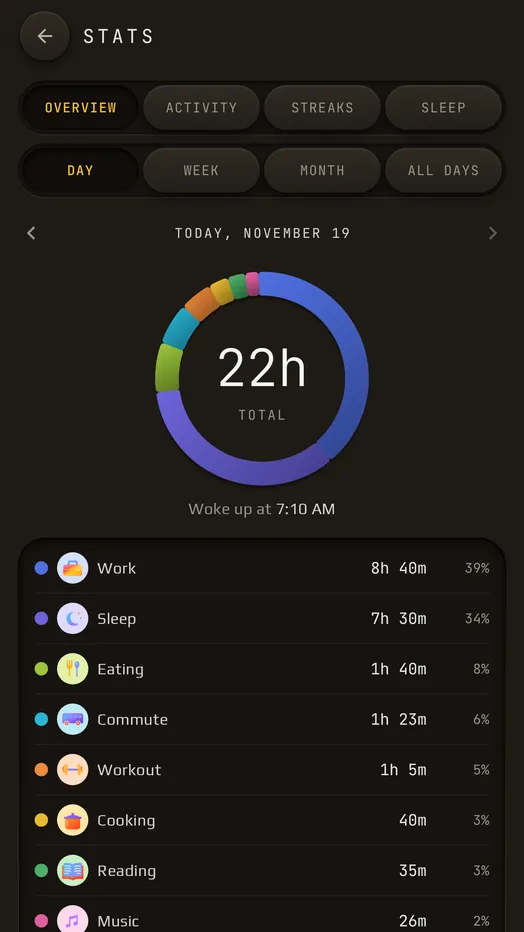 STATS
OVERVIEW ACTIVITY STREAKS SLEEP
DAY WEEK MONTH ALL DAYS
TODAY, NOVEMBER 19
22h
TOTAL
Woke up at 7:10 AM
Work 8h 40m 39%
Sleep 7h 30m 34%
Eating 1h 40m 8%
Commute 1h 23m 6%
Workout 1h 5m 5%
Cooking 40m 3%
Reading 35m 3%
Music 26m 2%